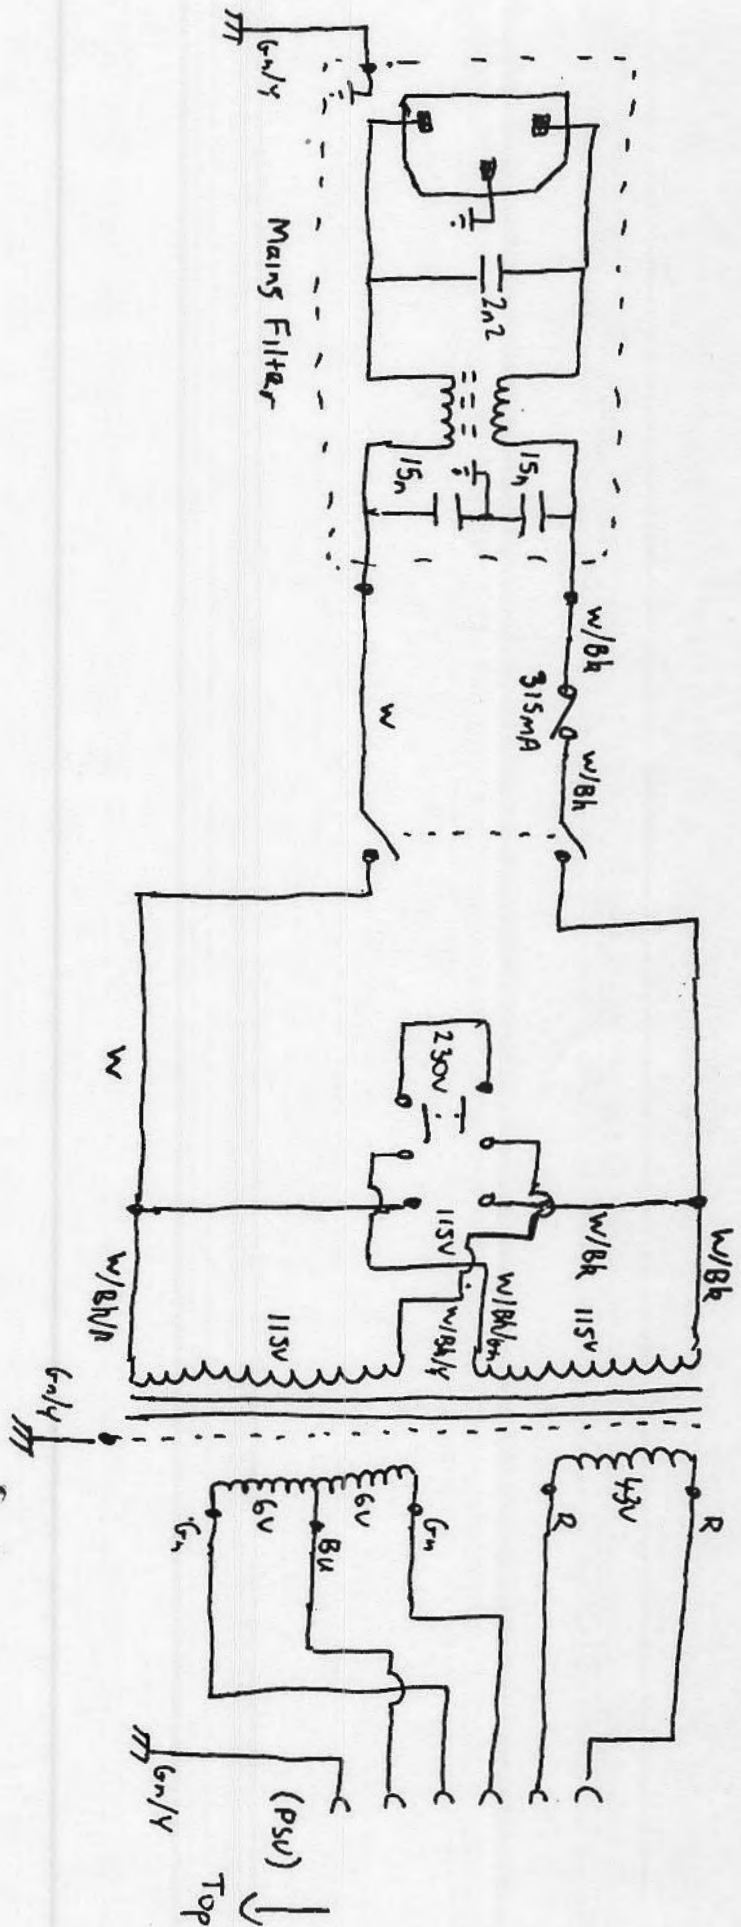 Gn/Y
Mains Filter
2n2
15n
15n
W/Bk
315mA
W/Bk
W
W
230V
115V
W/Bk
W/Bk
W/Bk/R
W/Bk/Y
W/Bk/Gn
115V
115V
Gn/Y
43V
R
R
6V
6V
Gn
Bu
Gn
Gn/Y
(PSU)
Top